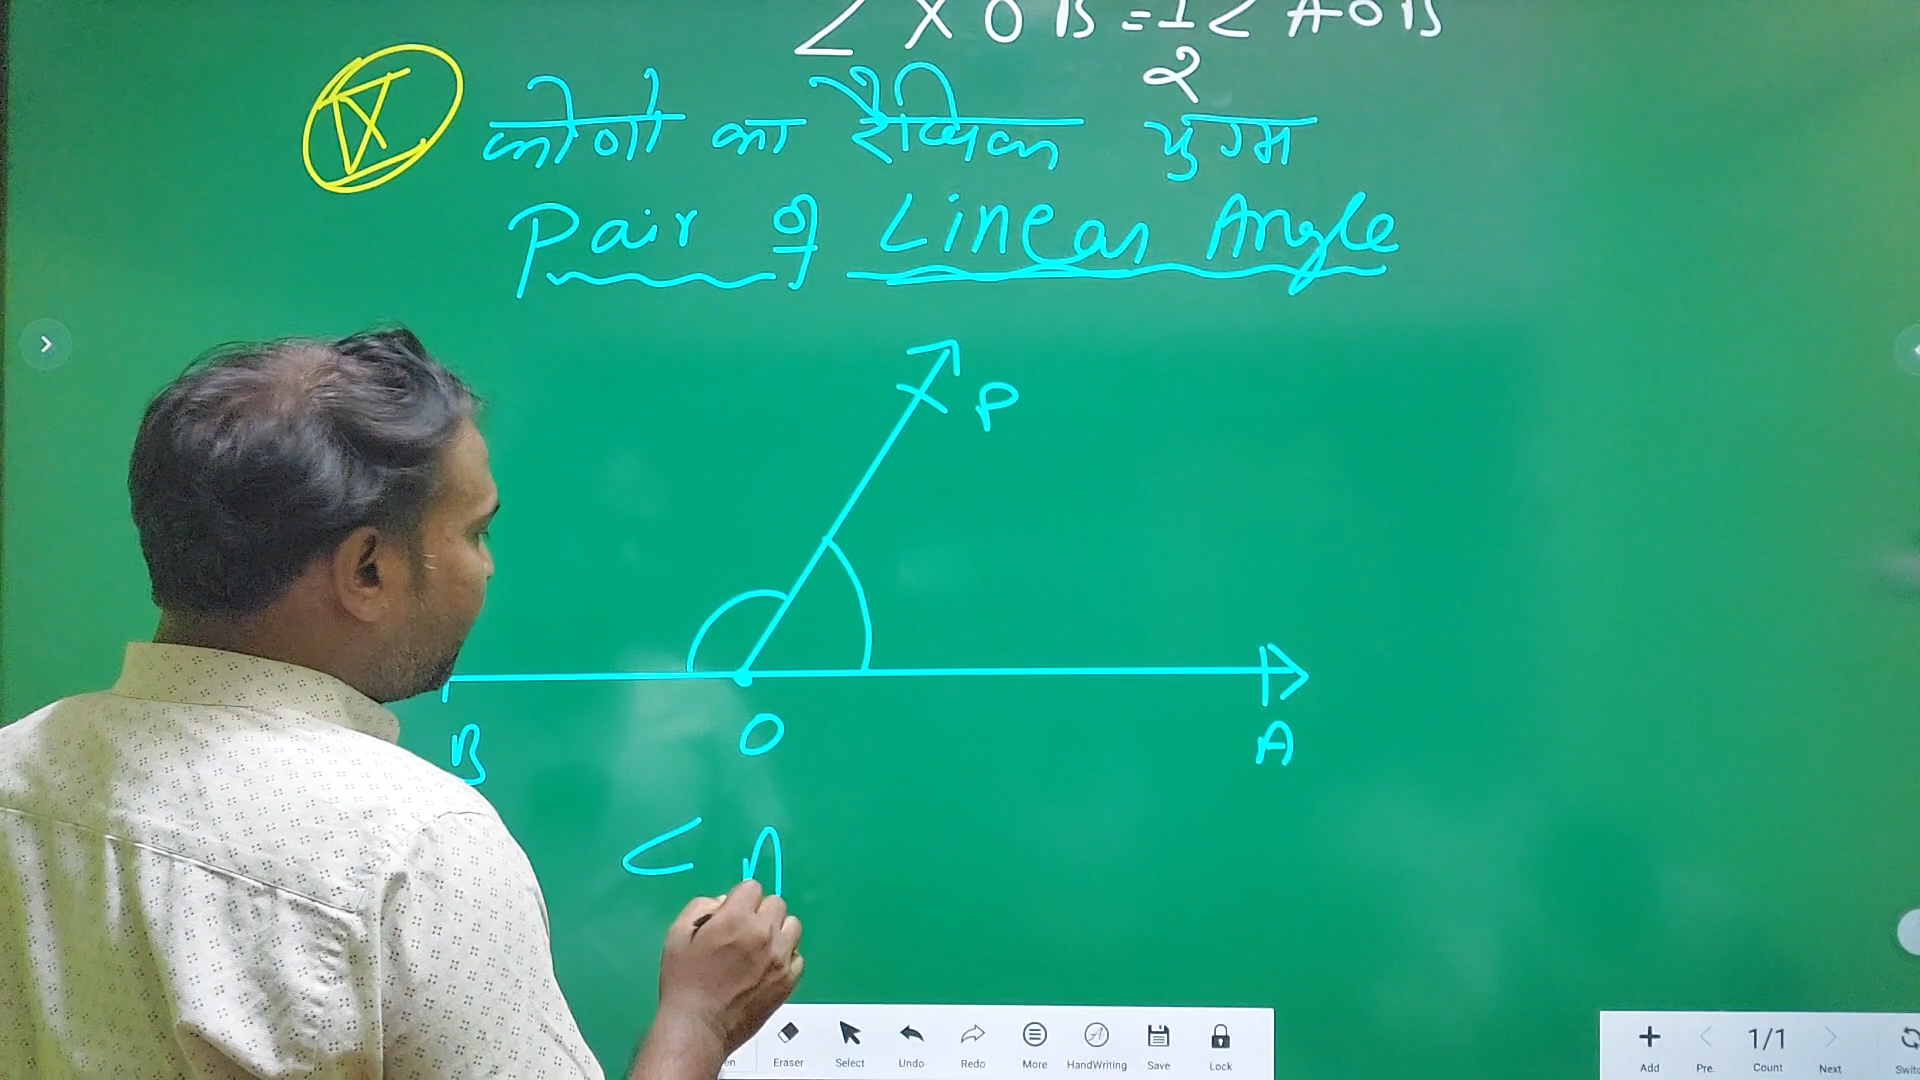 ∠XOB = 1/2 ∠AOB
IX कोणों का रैखिक युग्म
Pair of Linear Angle
P
B O A
<
Eraser Select Undo Redo More HandWriting Save Lock
1/1
Add Pre. Count Next